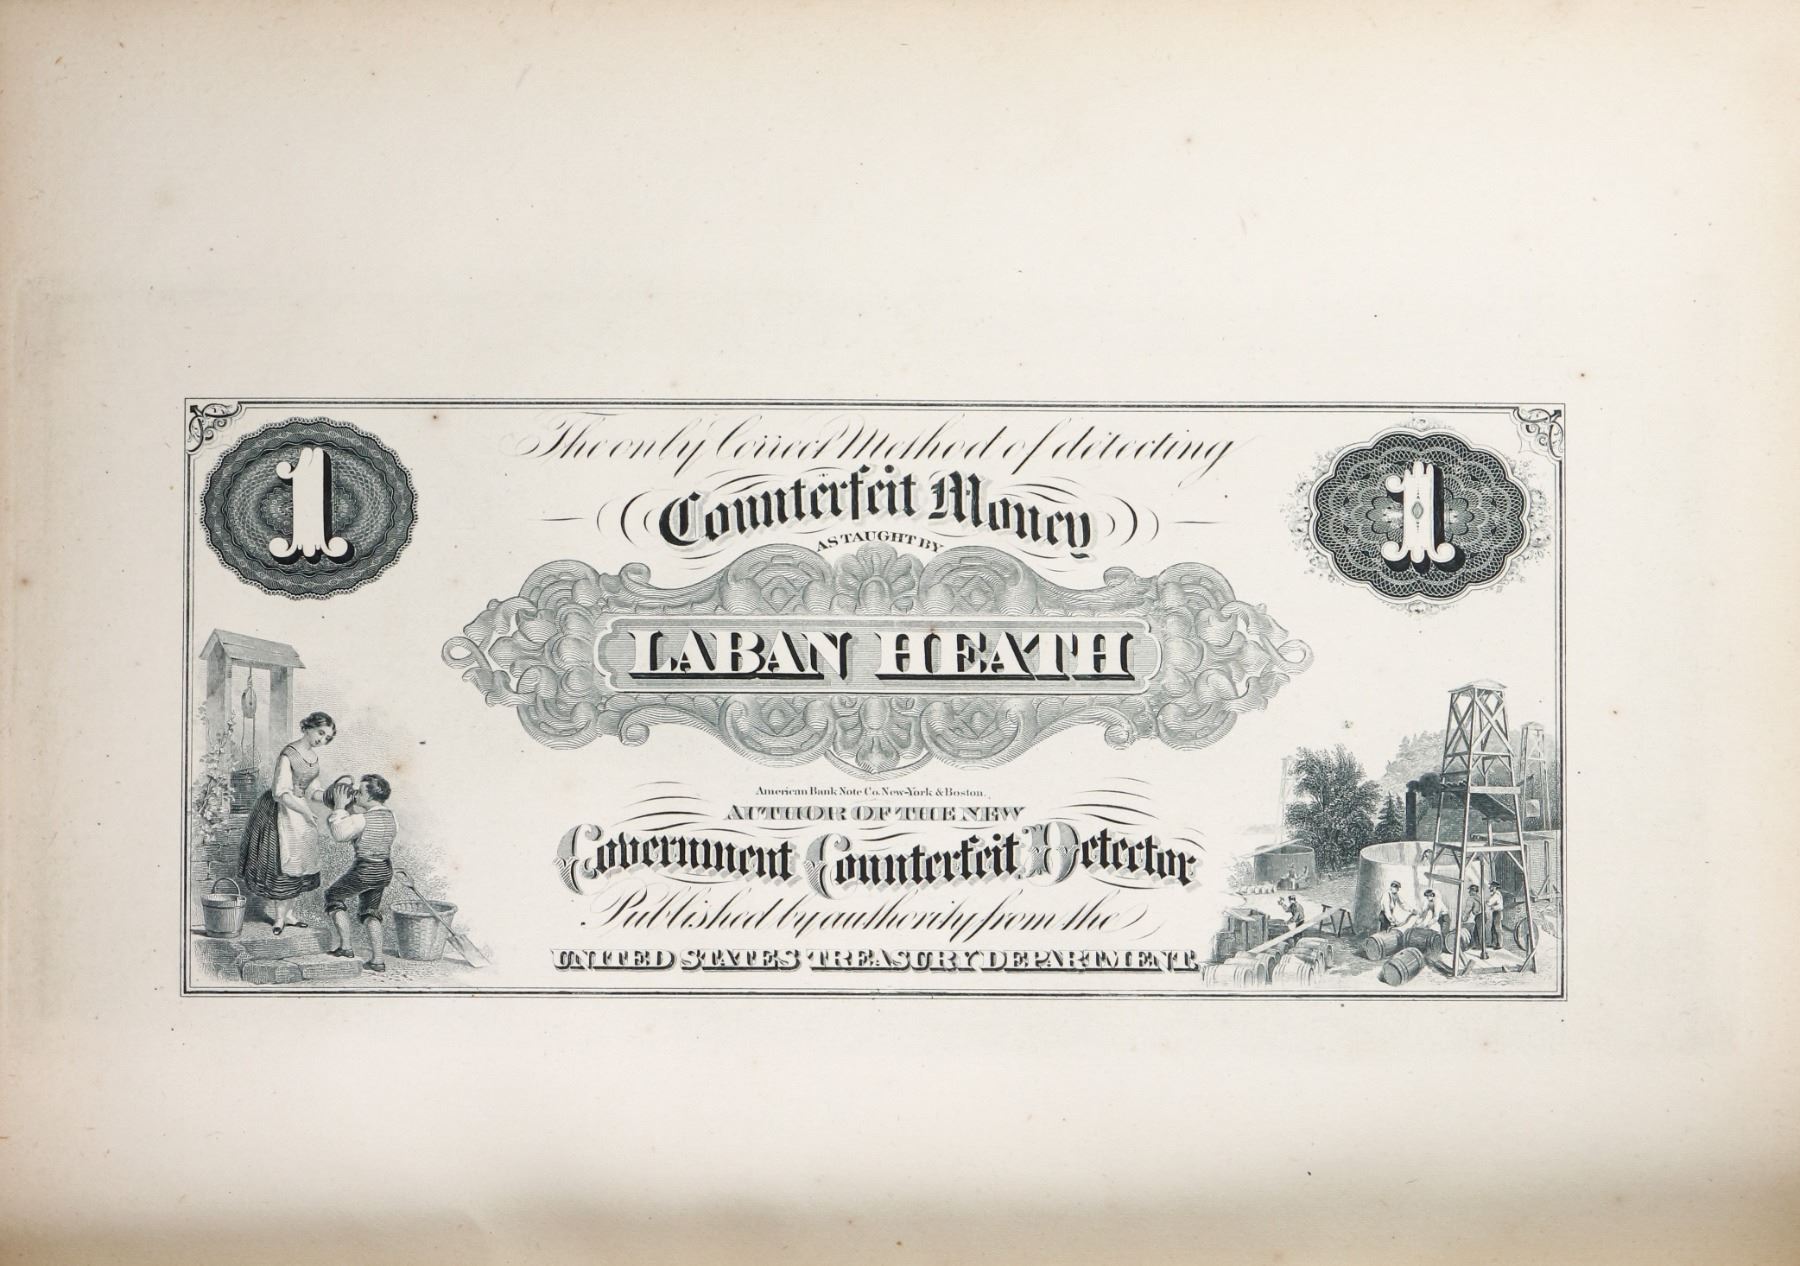 1
1
The only Correct Method of detecting
Counterfeit Money
AS TAUGHT BY
LABAN HEATH
American Bank Note Co. New-York & Boston.
AUTHOR OF THE NEW
Government Counterfeit Detector
Published by authority from the
UNITED STATES TREASURY DEPARTMENT.